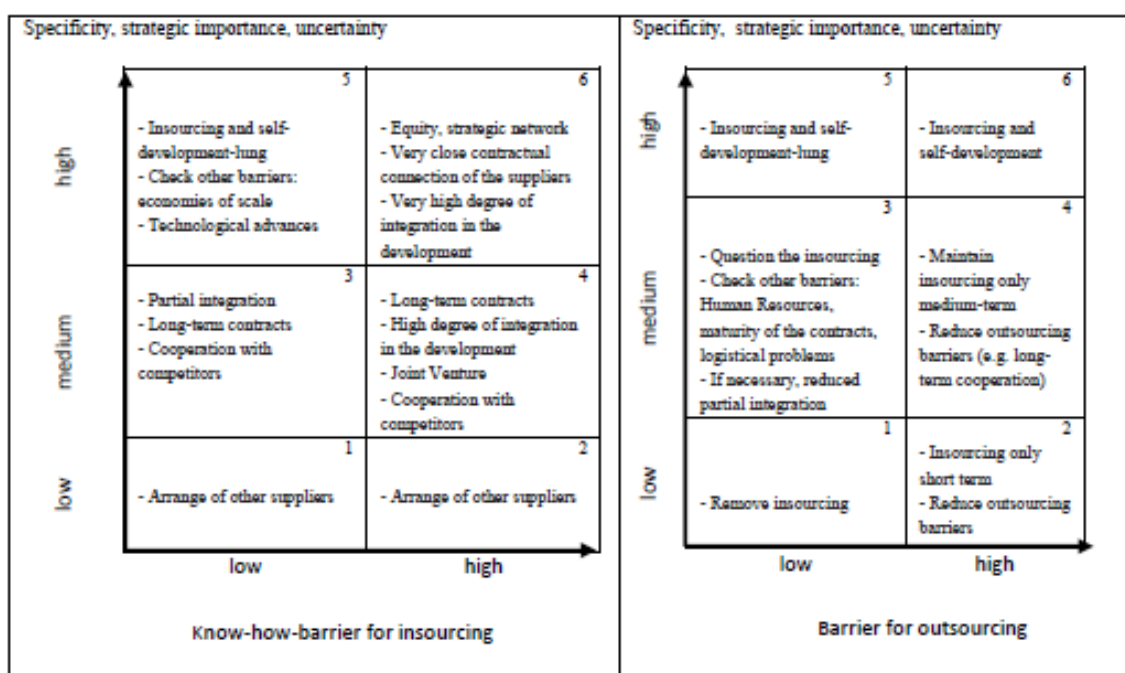 Specificity, strategic importance, uncertainty
high
medium
low
5
- Insourcing and self-
development-lung
- Check other barriers:
economies of scale
- Technological advances
6
- Equity, strategic network
- Very close contractual
connection of the suppliers
- Very high degree of
integration in the
development
3
- Partial integration
- Long-term contracts
- Cooperation with
competitors
4
- Long-term contracts
- High degree of integration
in the development
- Joint Venture
- Cooperation with
competitors
1
- Arrange of other suppliers
2
- Arrange of other suppliers
low
high
Know-how-barrier for insourcing
Specificity, strategic importance, uncertainty
high
medium
low
5
- Insourcing and self-
development-lung
6
- Insourcing and
self-development
3
- Question the insourcing
- Check other barriers:
Human Resources,
maturity of the contracts,
logistical problems
- If necessary, reduced
partial integration
4
- Maintain
insourcing only
medium-term
- Reduce outsourcing
barriers (e.g. long-
term cooperation)
1
- Remove insourcing
2
- Insourcing only
short term
- Reduce outsourcing
barriers
low
high
Barrier for outsourcing